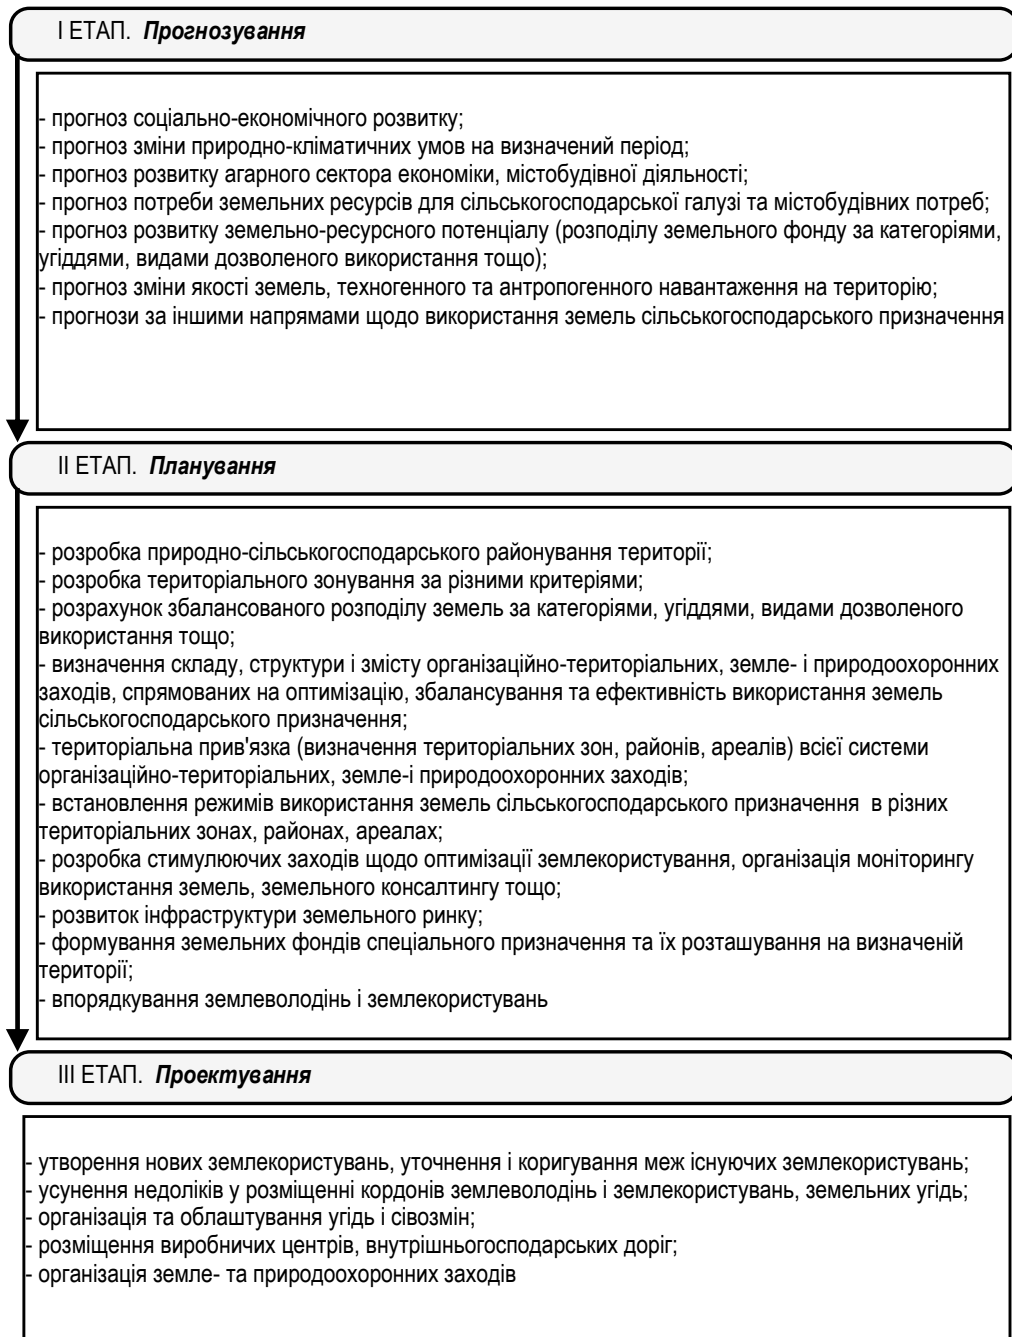 І ЕТАП. Прогнозування
- прогноз соціально-економічного розвитку;
- прогноз зміни природно-кліматичних умов на визначений період;
- прогноз розвитку агарного сектора економіки, містобудівної діяльності;
- прогноз потреби земельних ресурсів для сільськогосподарської галузі та містобудівних потреб;
- прогноз розвитку земельно-ресурсного потенціалу (розподілу земельного фонду за категоріями,
угіддями, видами дозволеного використання тощо);
- прогноз зміни якості земель, техногенного та антропогенного навантаження на територію;
- прогнози за іншими напрямами щодо використання земель сільськогосподарського призначення
ІІ ЕТАП. Планування
- розробка природно-сільськогосподарського районування території;
- розробка територіального зонування за різними критеріями;
- розрахунок збалансованого розподілу земель за категоріями, угіддями, видами дозволеного
використання тощо;
- визначення складу, структури і змісту організаційно-територіальних, земле- і природоохоронних
заходів, спрямованих на оптимізацію, збалансування та ефективність використання земель
сільськогосподарського призначення;
- територіальна прив'язка (визначення територіальних зон, районів, ареалів) всієї системи
організаційно-територіальних, земле-і природоохоронних заходів;
- встановлення режимів використання земель сільськогосподарського призначення в різних
територіальних зонах, районах, ареалах;
- розробка стимулюючих заходів щодо оптимізації землекористування, організація моніторингу
використання земель, земельного консалтингу тощо;
- розвиток інфраструктури земельного ринку;
- формування земельних фондів спеціального призначення та їх розташування на визначеній
території;
- впорядкування землеволодінь і землекористувань
ІІІ ЕТАП. Проектування
- утворення нових землекористувань, уточнення і коригування меж існуючих землекористувань;
- усунення недоліків у розміщенні кордонів землеволодінь і землекористувань, земельних угідь;
- організація та облаштування угідь і сівозмін;
- розміщення виробничих центрів, внутрішньогосподарських доріг;
- організація земле- та природоохоронних заходів